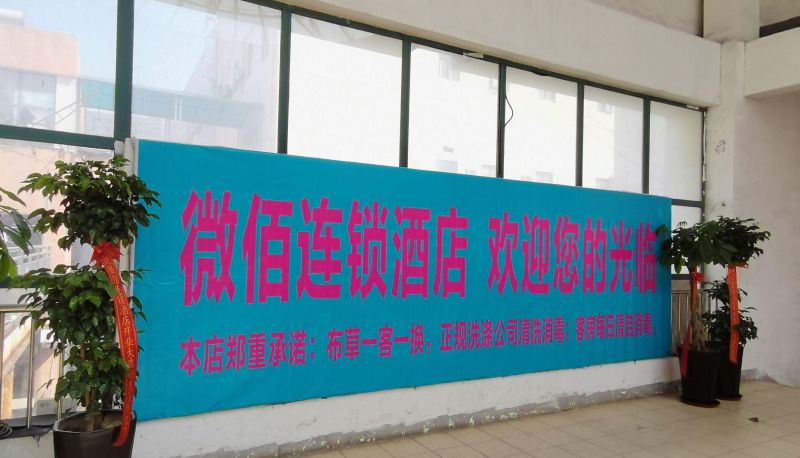 微佰连锁酒店 欢迎您的光临
本店郑重承诺：布草一客一换，正规洗涤公司清洗消毒；客房每日清洁消毒。